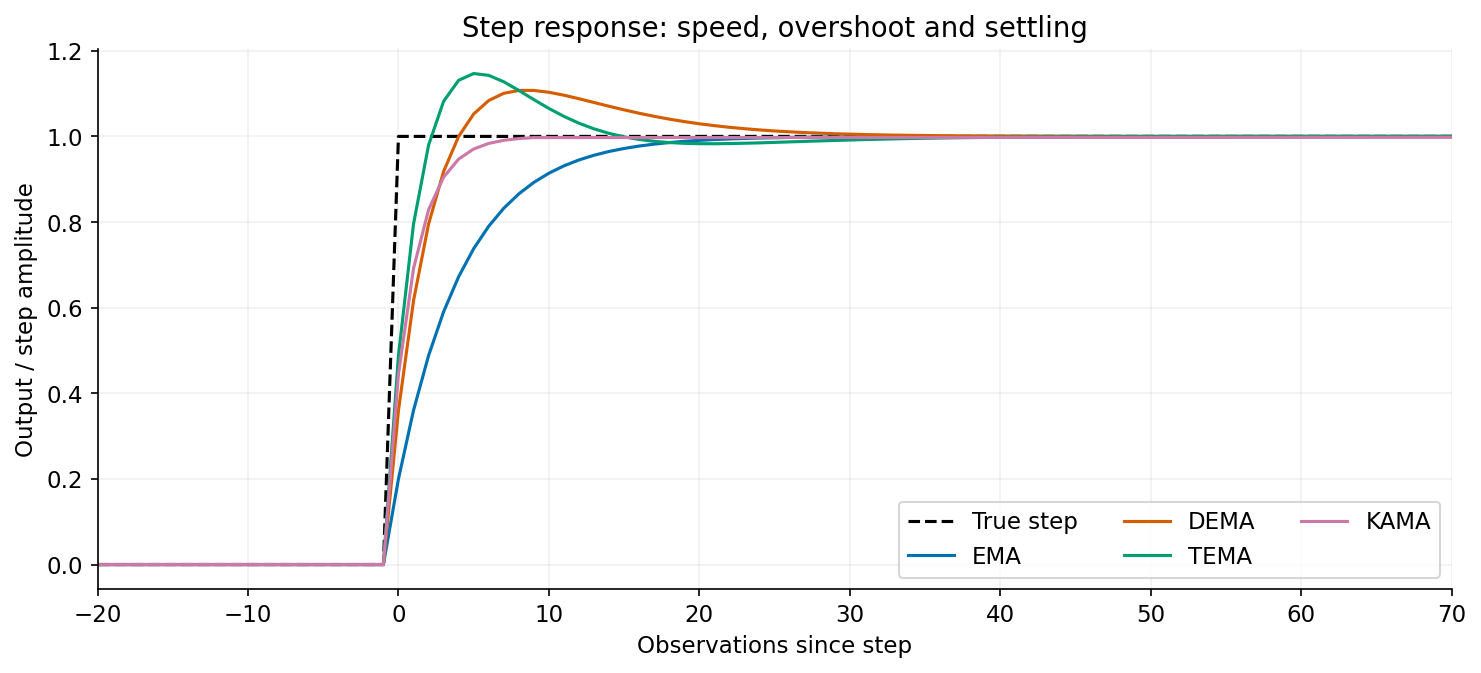 Step response: speed, overshoot and settling
Output / step amplitude
1.2
1.0
0.8
0.6
0.4
0.2
0.0
−20 −10 0 10 20 30 40 50 60 70
Observations since step
True step DEMA KAMA
EMA TEMA